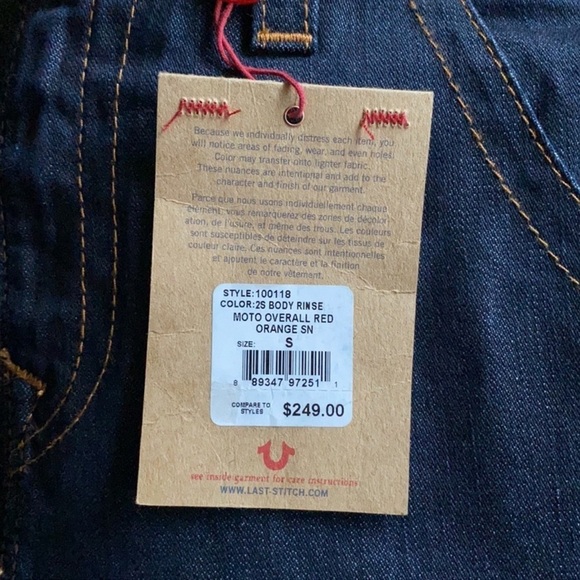 Because we individually distress each item, you
will notice areas of fading, wear, and even holes.
Color may transfer onto lighter fabric.
These nuances are intentional and add to the
character and finish of our garment.
Parce que nous usons individuellement chaque
élément, vous remarquerez des zones de décolor
ation, de l'usure, et même des trous. Les couleurs
sont susceptibles de déteindre sur les tissus de
couleur claire. Ces nuances sont intentionnelles
et ajoutent le caractère et la finition
de notre vêtement.
STYLE:100118
COLOR:2S BODY RINSE
MOTO OVERALL RED
ORANGE SN
SIZE: S
8 89347 97251 1
COMPARE TO
STYLES $249.00
see inside garment for care instructions
WWW.LAST-STITCH.COM